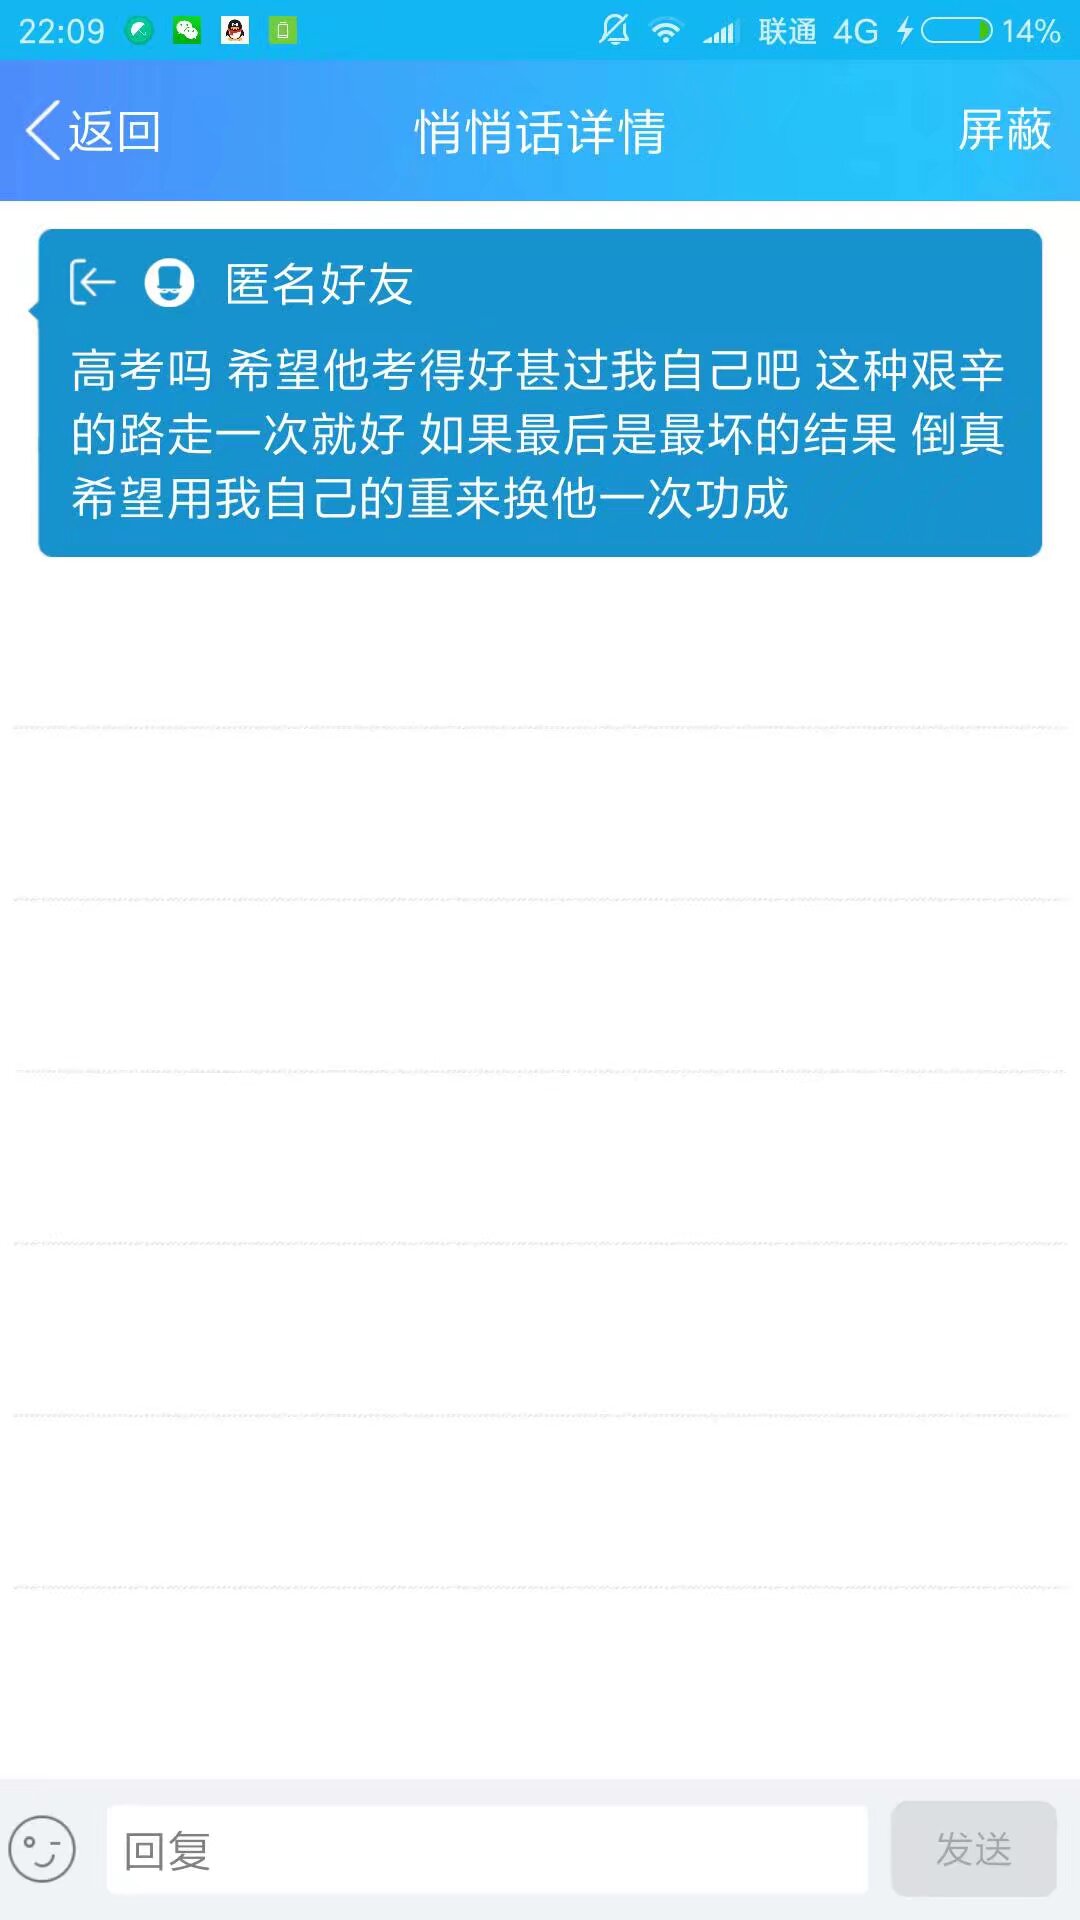 22:09 联通 4G 14%
返回 悄悄话详情 屏蔽
匿名好友
高考吗 希望他考得好甚过我自己吧 这种艰辛
的路走一次就好 如果最后是最坏的结果 倒真
希望用我自己的重来换他一次功成
回复 发送